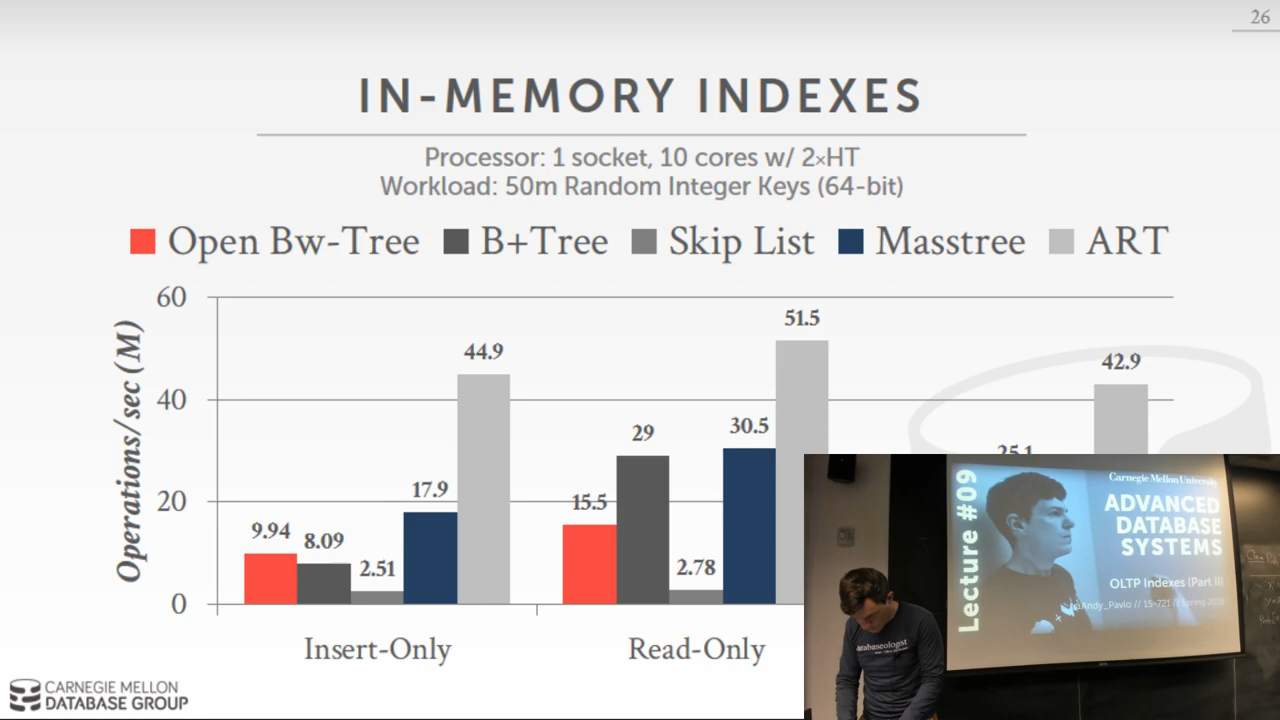 26
IN-MEMORY INDEXES
Processor: 1 socket, 10 cores w/ 2×HT
Workload: 50m Random Integer Keys (64-bit)
Open Bw-Tree B+Tree Skip List Masstree ART
Operations/sec (M)
60
40
20
0
9.94
8.09
2.51
17.9
44.9
15.5
29
2.78
30.5
51.5
25.1
42.9
Insert-Only
Read-Only
CARNEGIE MELLON
DATABASE GROUP
Lecture #09
Carnegie Mellon University
ADVANCED
DATABASE
SYSTEMS
OLTP Indexes (Part II)
@Andy_Pavlo // 15-721 // Spring 2018
databaseologist